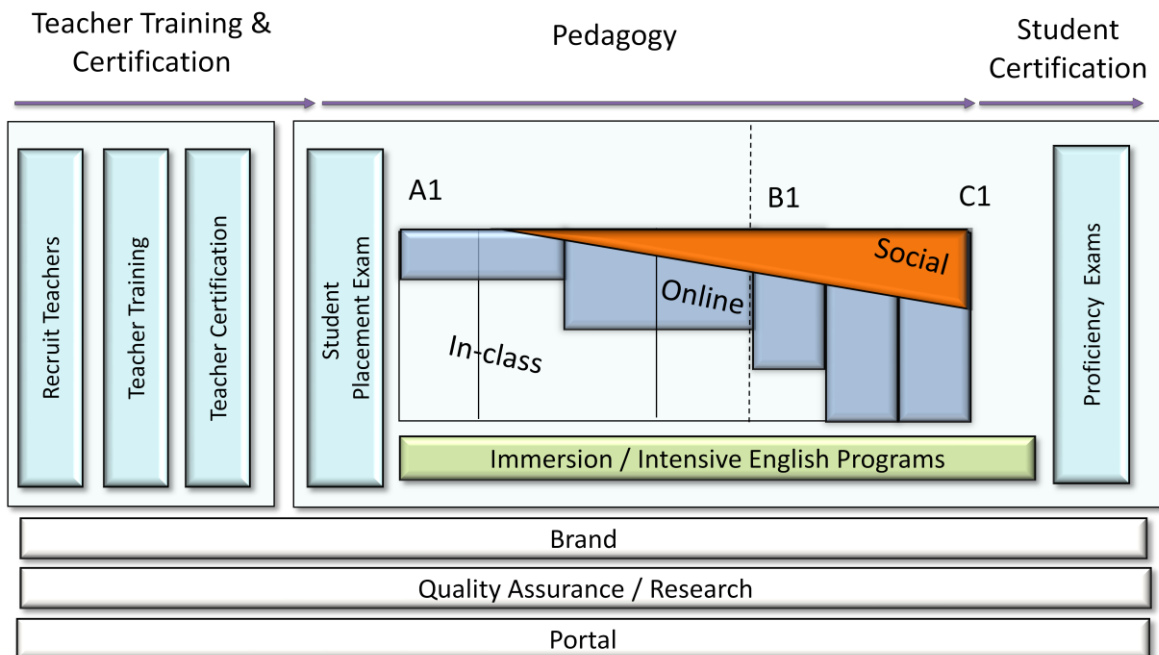 Teacher Training &
Certification
Pedagogy
Student
Certification
Recruit Teachers
Teacher Training
Teacher Certification
Student
Placement Exam
A1
B1
C1
Social
Online
In-class
Immersion / Intensive English Programs
Proficiency Exams
Brand
Quality Assurance / Research
Portal